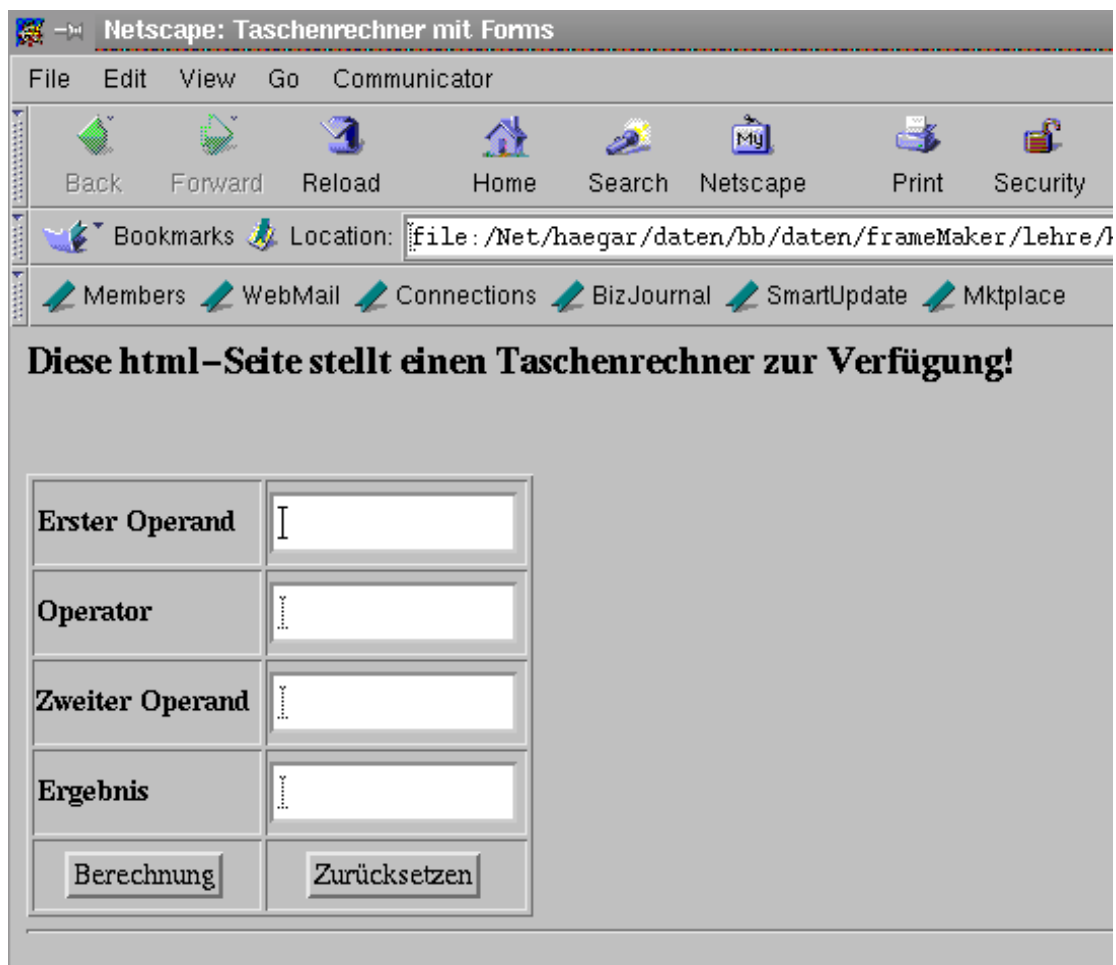 Netscape: Taschenrechner mit Forms
File Edit View Go Communicator
Back Forward Reload Home Search Netscape Print Security
My
Bookmarks Location: file:/Net/haegar/daten/bb/daten/frameMaker/lehre/
Members WebMail Connections BizJournal SmartUpdate Mktplace
Diese html-Seite stellt einen Taschenrechner zur Verfügung!
Erster Operand
Operator
Zweiter Operand
Ergebnis
Berechnung Zurücksetzen